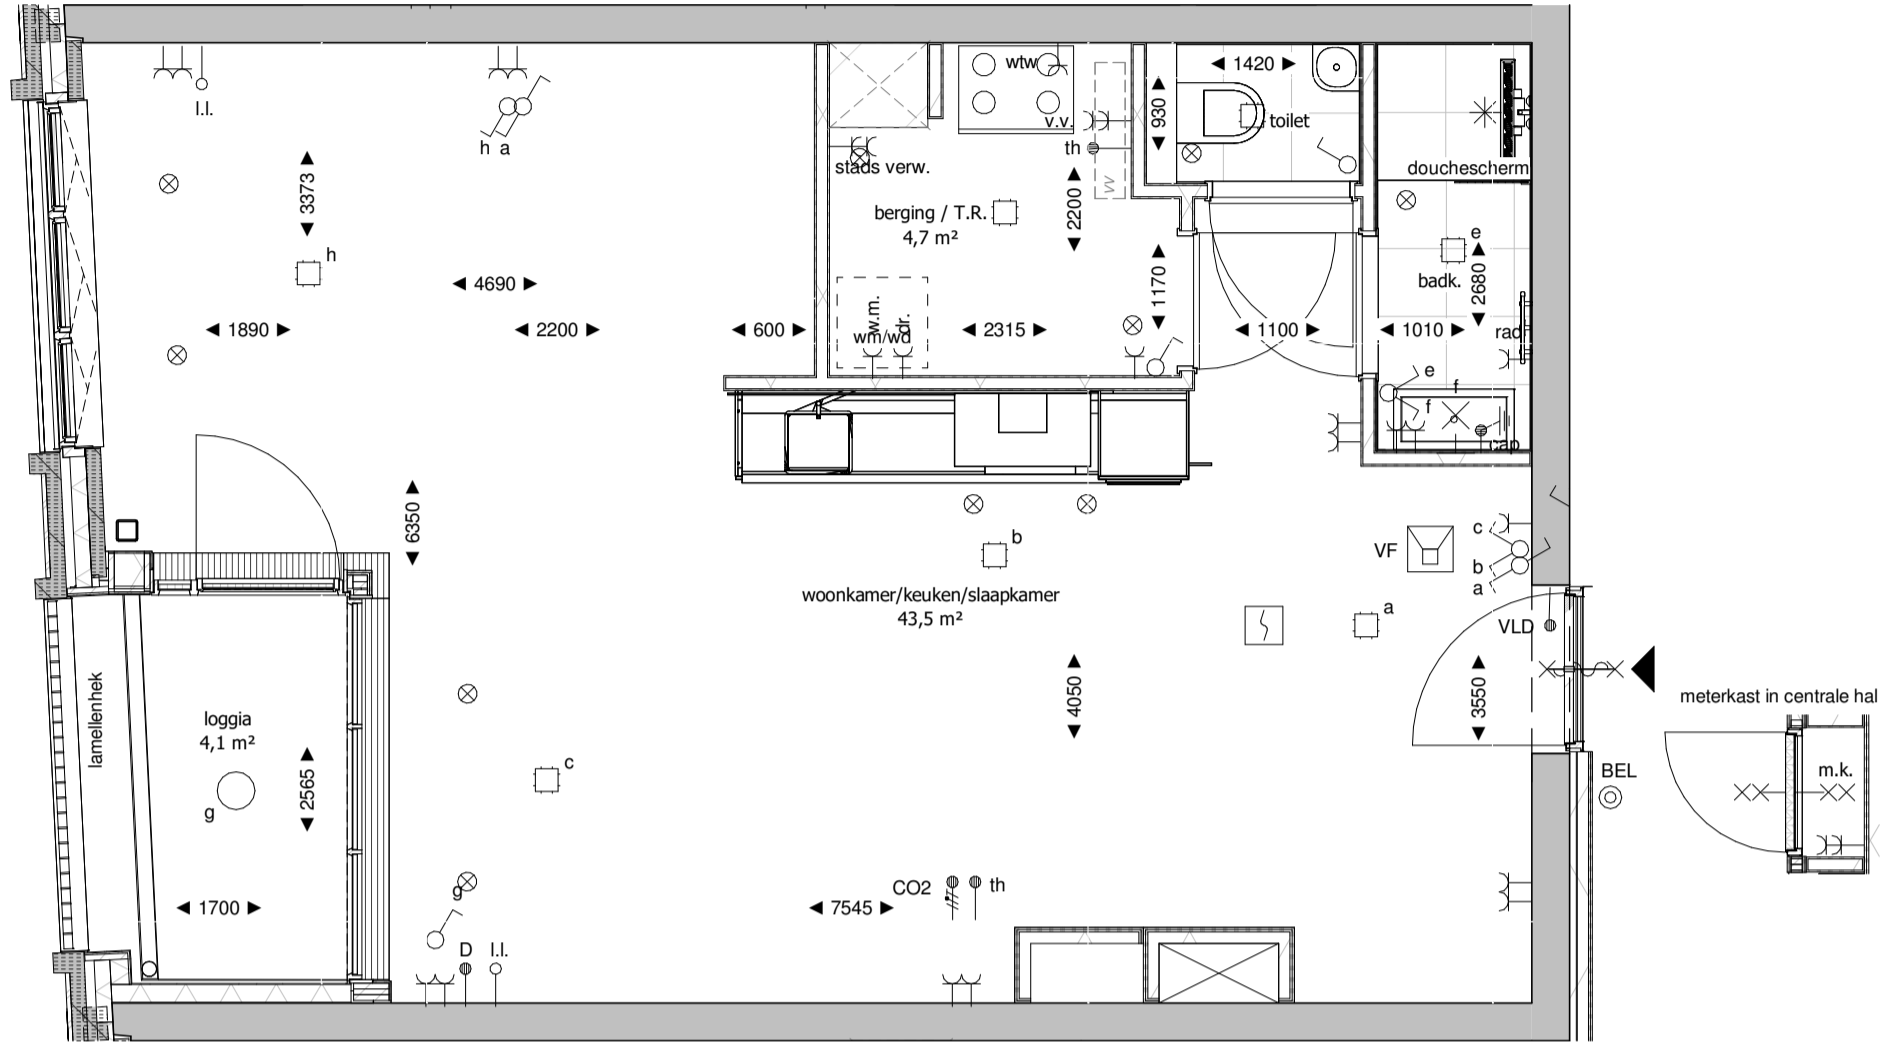 l.l.
h a
3373
h
4690
1890
2200
600
wtw
v.v.
th
stads verw.
berging / T.R.
4,7 m²
2200
vv
930
1420
toilet
douchescherm
1170
w.m.
dr.
wm/wd
2315
1100
e
badk.
2680
1010
rad
e
f
f
6350
b
woonkamer/keuken/slaapkamer
43,5 m²
VF
c
b
a
a
VLD
4050
3550
meterkast in centrale hal
m.k.
BEL
lamellenhek
loggia
4,1 m²
g
2565
1700
c
g
D
l.l.
7545
CO2
th